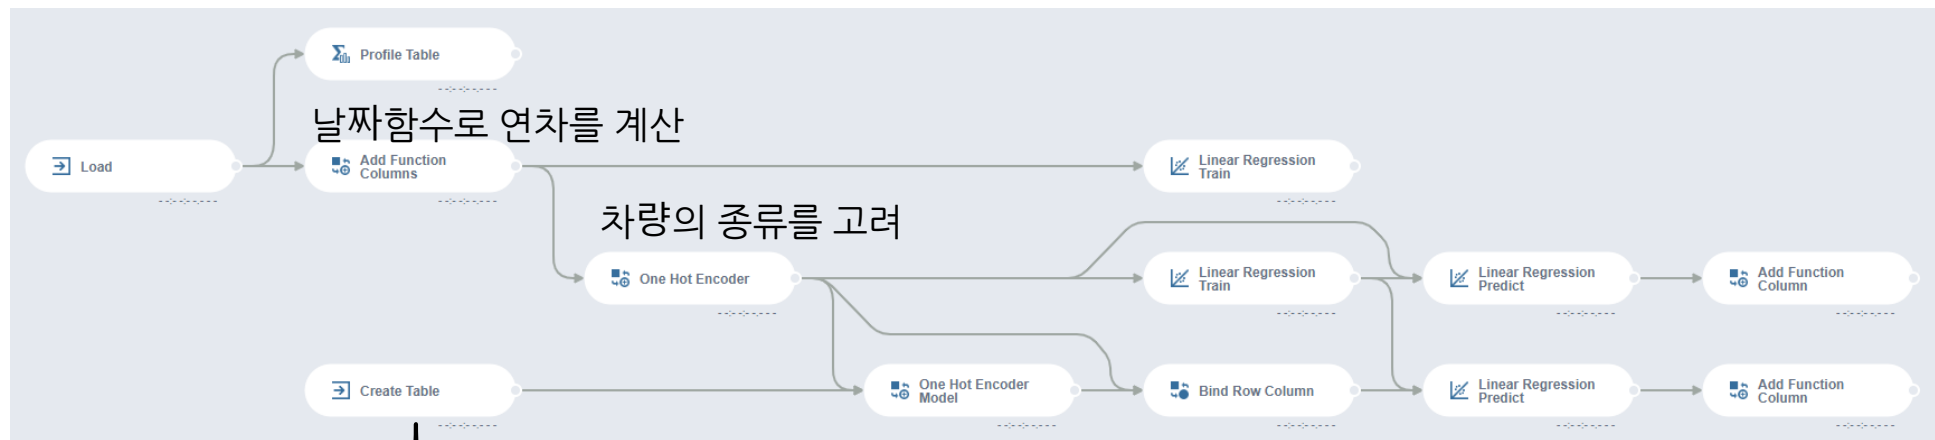 Profile Table
--:--:--.---
날짜함수로 연차를 계산
Load
--:--:--.---
Add Function
Columns
--:--:--.---
Linear Regression
Train
--:--:--.---
차량의 종류를 고려
One Hot Encoder
--:--:--.---
Linear Regression
Train
--:--:--.---
Linear Regression
Predict
--:--:--.---
Add Function
Column
--:--:--.---
Create Table
--:--:--.---
One Hot Encoder
Model
--:--:--.---
Bind Row Column
--:--:--.---
Linear Regression
Predict
--:--:--.---
Add Function
Column
--:--:--.---